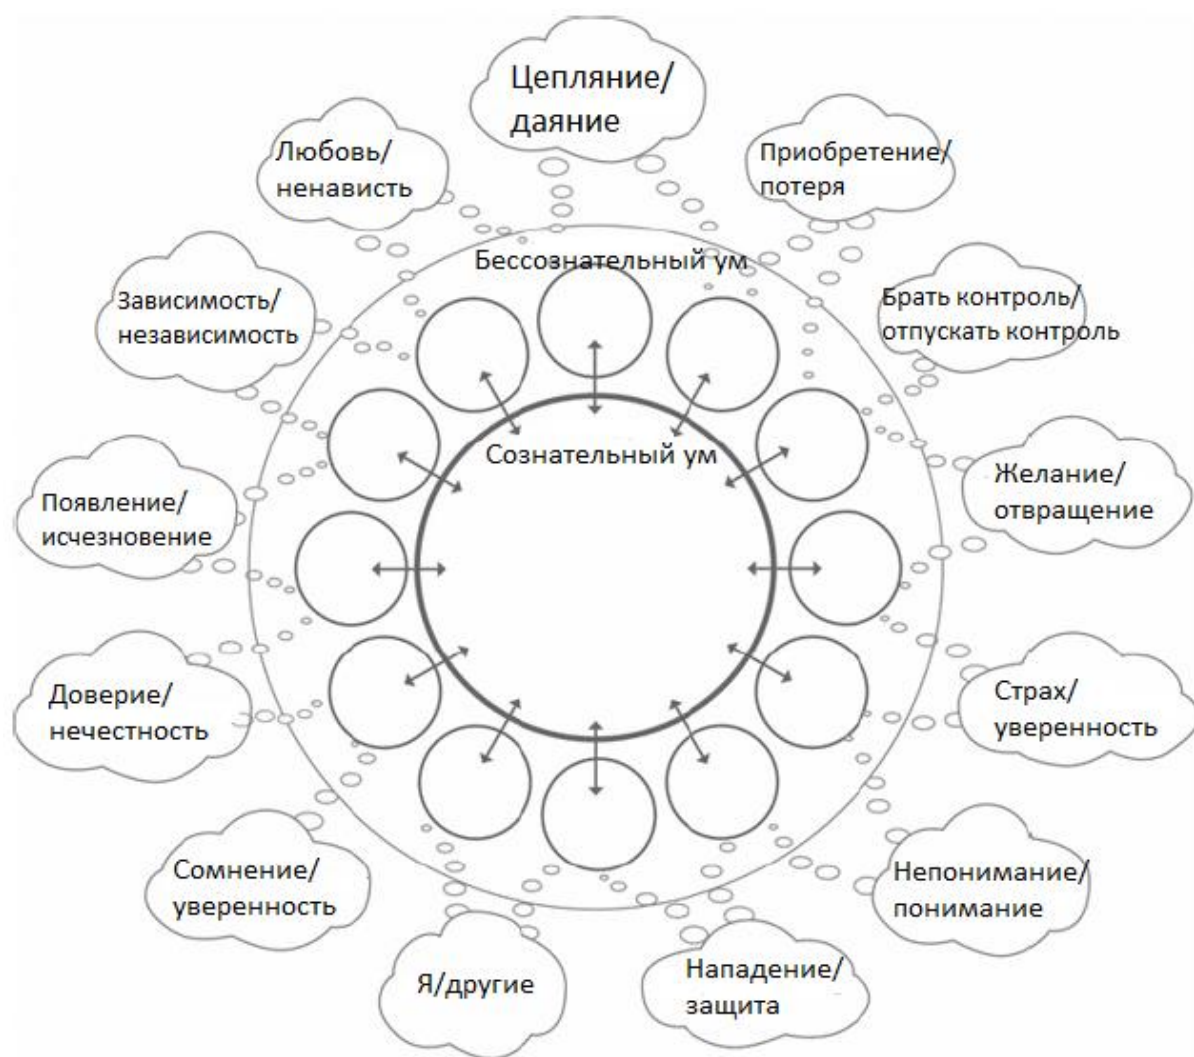 Цепляние/
даяние
Любовь/
ненависть
Приобретение/
потеря
Бессознательный ум
Зависимость/
независимость
Брать контроль/
отпускать контроль
Сознательный ум
Появление/
исчезновение
Желание/
отвращение
Доверие/
нечестность
Страх/
уверенность
Сомнение/
уверенность
Непонимание/
понимание
Я/другие
Нападение/
защита